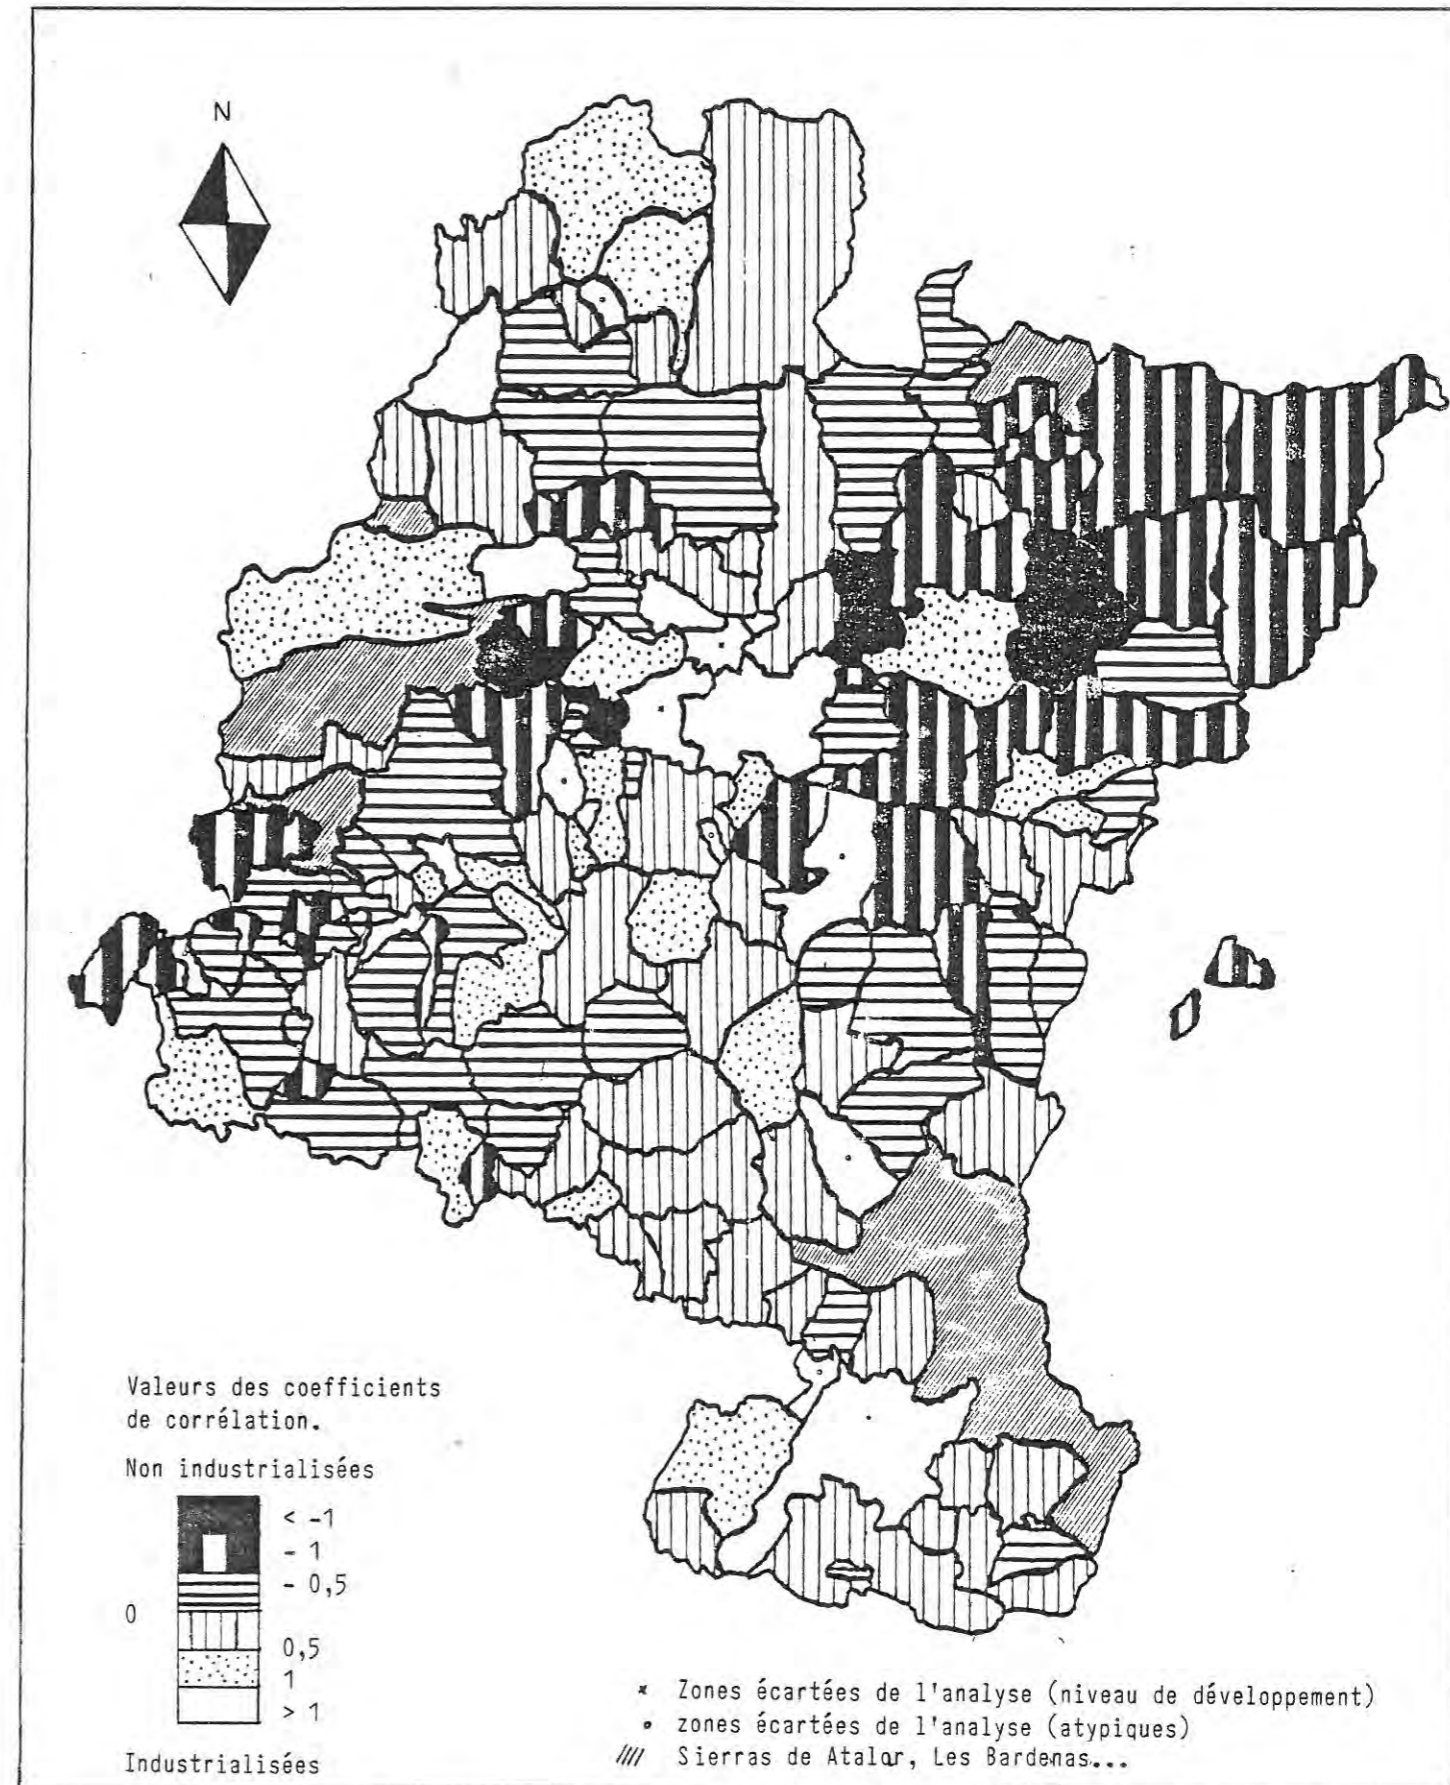 N
Valeurs des coefficients
de corrélation.
Non industrialisées
< -1
- 1
- 0,5
0
0,5
1
> 1
Industrialisées
× Zones écartées de l'analyse (niveau de développement)
∘ zones écartées de l'analyse (atypiques)
//// Sierras de Atalar, Les Bardenas...